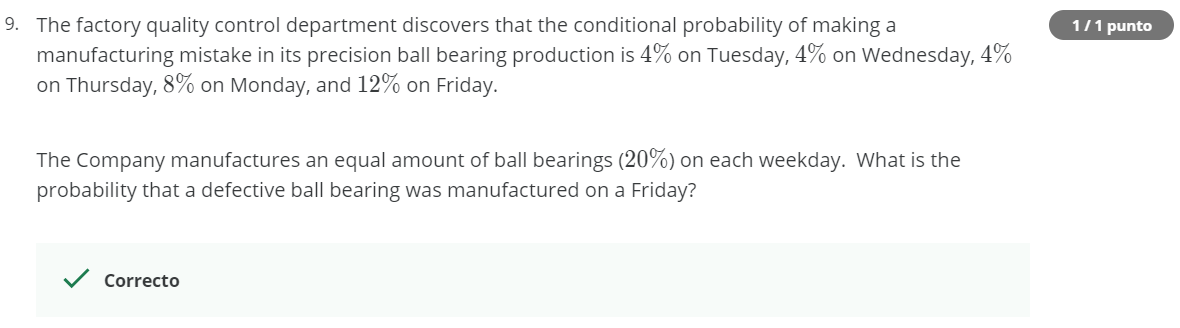 9. The factory quality control department discovers that the conditional probability of making a
1 / 1 punto
manufacturing mistake in its precision ball bearing production is 4% on Tuesday, 4% on Wednesday, 4%
on Thursday, 8% on Monday, and 12% on Friday.
The Company manufactures an equal amount of ball bearings (20%) on each weekday. What is the
probability that a defective ball bearing was manufactured on a Friday?
Correcto